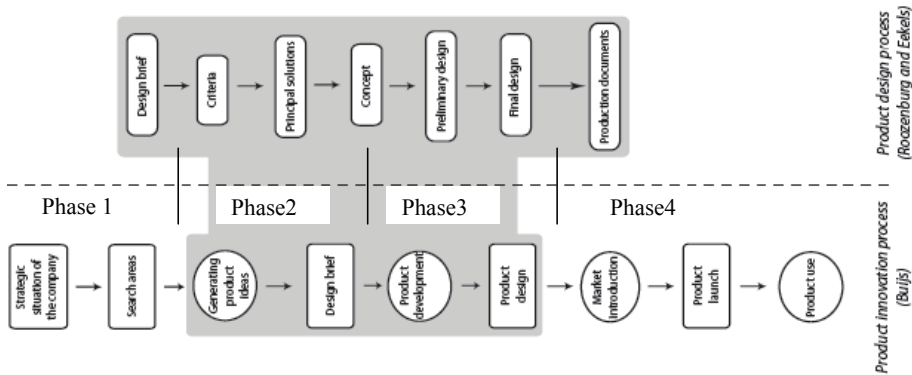 Design brief
Criteria
Principal solutions
Concept
Preliminary design
Final design
Production documents
Product design process
(Roozenburg and Eekels)
Phase 1
Phase2
Phase3
Phase4
Strategic
situation of
the company
Search areas
Generating
product
ideas
Design brief
Product
development
Product
design
Market
introduction
Product
launch
Product use
Product innovation process
(Buijs)